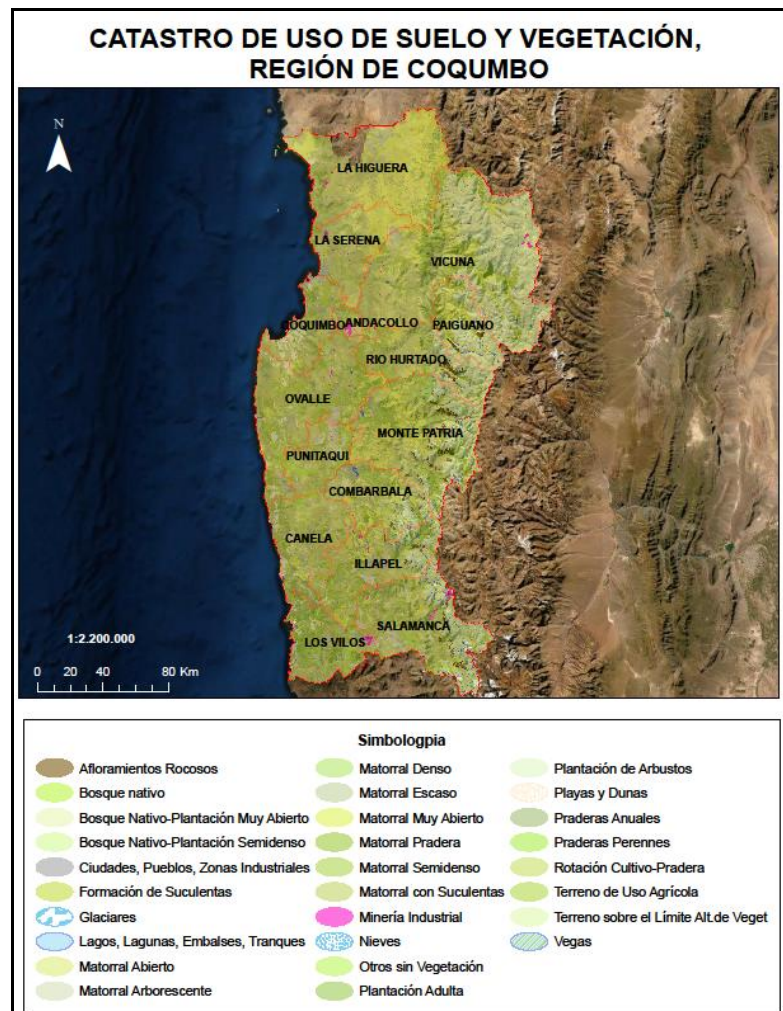 CATASTRO DE USO DE SUELO Y VEGETACIÓN,
REGIÓN DE COQUMBO
N
LA HIGUERA
LA SERENA
VICUNA
COQUIMBO
ANDACOLLO
PAIGUANO
RIO HURTADO
OVALLE
MONTE PATRIA
PUNITAQUI
COMBARBALA
CANELA
ILLAPEL
SALAMANCA
LOS VILOS
1:2.200.000
0 20 40 80 Km
Simbologpia
Afloramientos Rocosos
Bosque nativo
Bosque Nativo-Plantación Muy Abierto
Bosque Nativo-Plantación Semidenso
Ciudades, Pueblos, Zonas Industriales
Formación de Suculentas
Glaciares
Lagos, Lagunas, Embalses, Tranques
Matorral Abierto
Matorral Arborescente
Matorral Denso
Matorral Escaso
Matorral Muy Abierto
Matorral Pradera
Matorral Semidenso
Matorral con Suculentas
Minería Industrial
Nieves
Otros sin Vegetación
Plantación Adulta
Plantación de Arbustos
Playas y Dunas
Praderas Anuales
Praderas Perennes
Rotación Cultivo-Pradera
Terreno de Uso Agrícola
Terreno sobre el Límite Alt.de Veget
Vegas